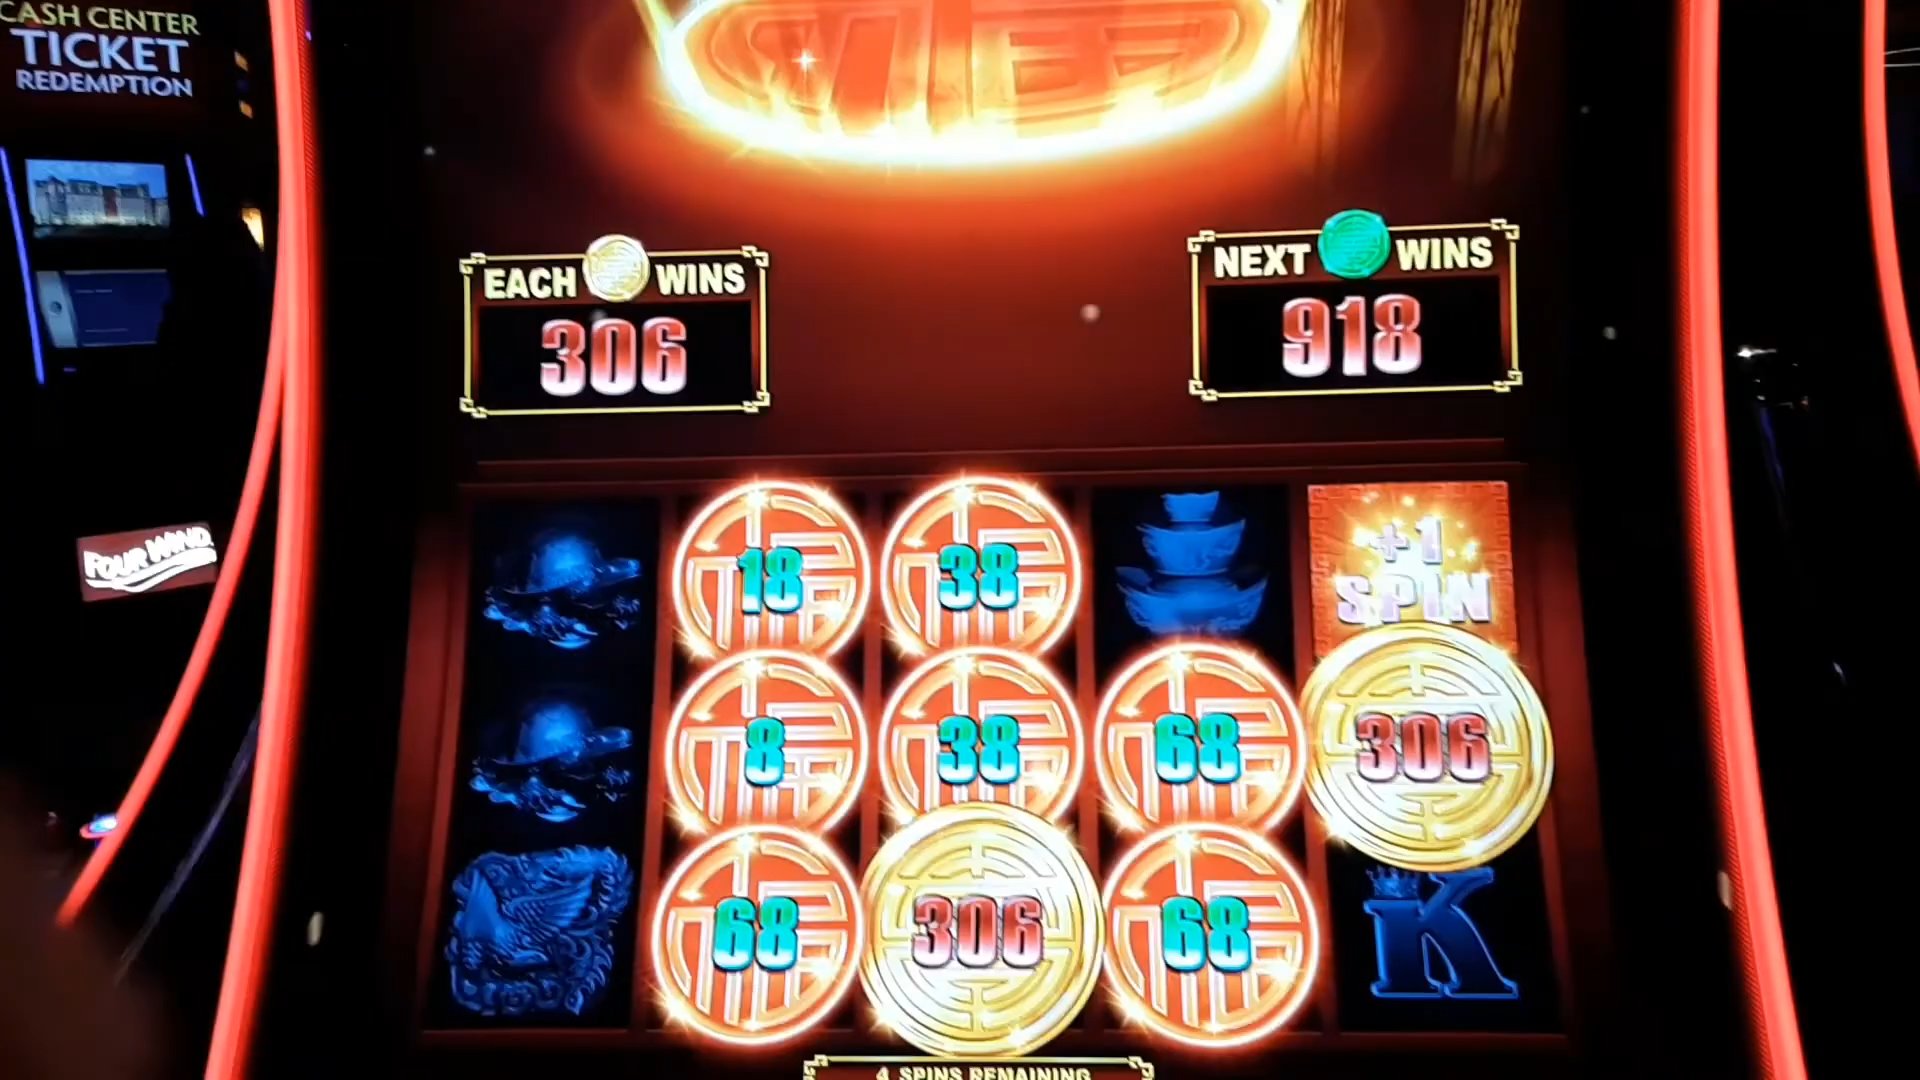 CASH CENTER
TICKET
REDEMPTION
EACH WINS
306
NEXT WINS
918
18
38
+1
SPIN
8
38
68
306
FOUR WINDS
68
306
68
K
4 SPINS REMAINING